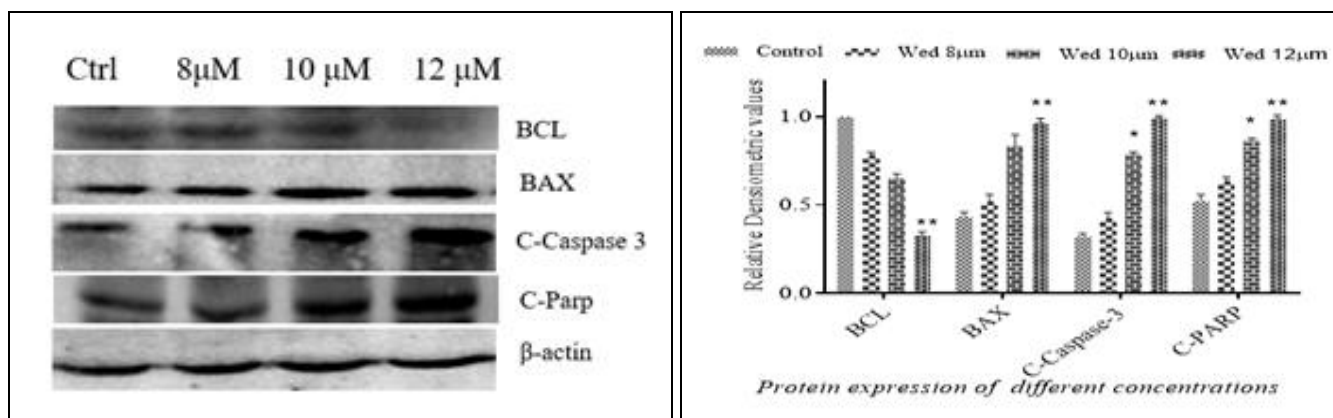 Ctrl 8μM 10 μM 12 μM
BCL
BAX
C-Caspase 3
C-Parp
β-actin
Control Wed 8μm Wed 10μm Wed 12μm
Relative Densiometric values
1.0
0.5
0.0
**
**
*
**
*
**
BCL
BAX
C-Caspase-3
C-PARP
Protein expression of different concentrations